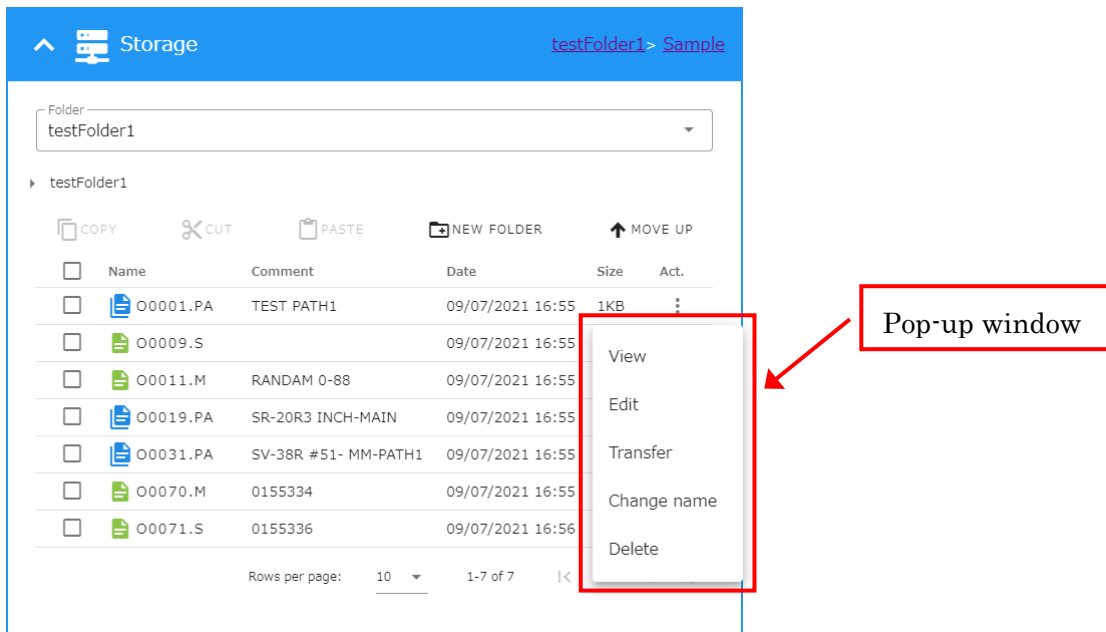 Storage testFolder1> Sample
Folder
testFolder1
testFolder1
COPY CUT PASTE NEW FOLDER MOVE UP
Name Comment Date Size Act.
O0001.PA TEST PATH1 09/07/2021 16:55 1KB
O0009.S 09/07/2021 16:55
O0011.M RANDAM 0-88 09/07/2021 16:55
O0019.PA SR-20R3 INCH-MAIN 09/07/2021 16:55
O0031.PA SV-38R #51- MM-PATH1 09/07/2021 16:55
O0070.M 0155334 09/07/2021 16:55
O0071.S 0155336 09/07/2021 16:56
Rows per page: 10 1-7 of 7
View
Edit
Transfer
Change name
Delete
Pop-up window